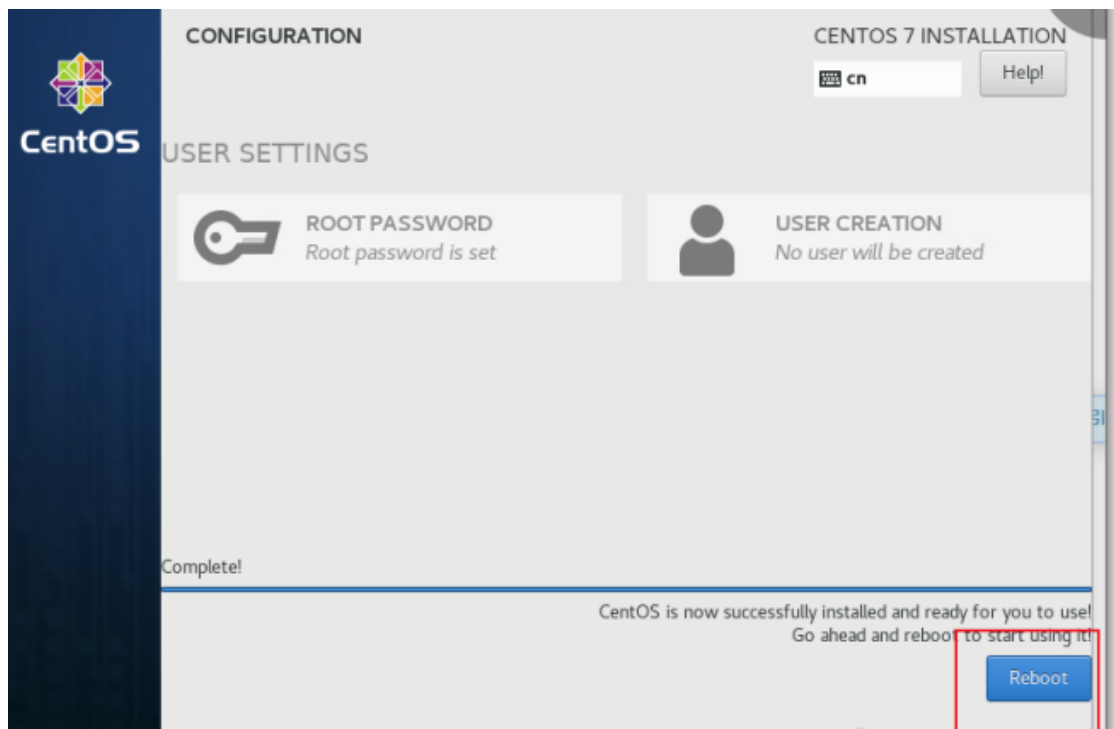 CONFIGURATION
CENTOS 7 INSTALLATION
cn
Help!
CentOS
USER SETTINGS
ROOT PASSWORD
Root password is set
USER CREATION
No user will be created
Complete!
CentOS is now successfully installed and ready for you to use!
Go ahead and reboot to start using it!
Reboot